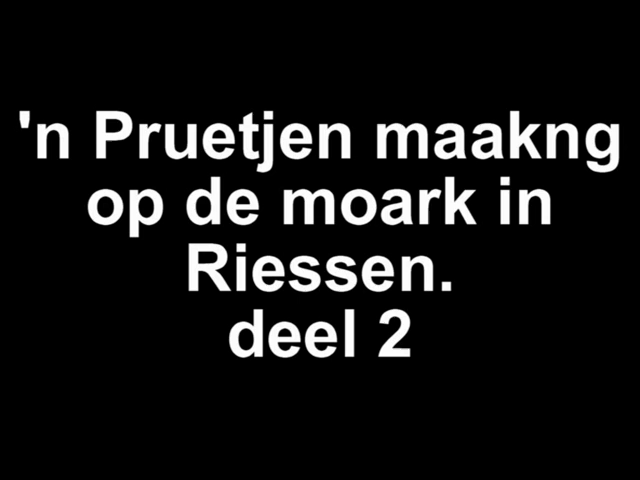 'n Pruetjen maakng
op de moark in
Riessen.
deel 2